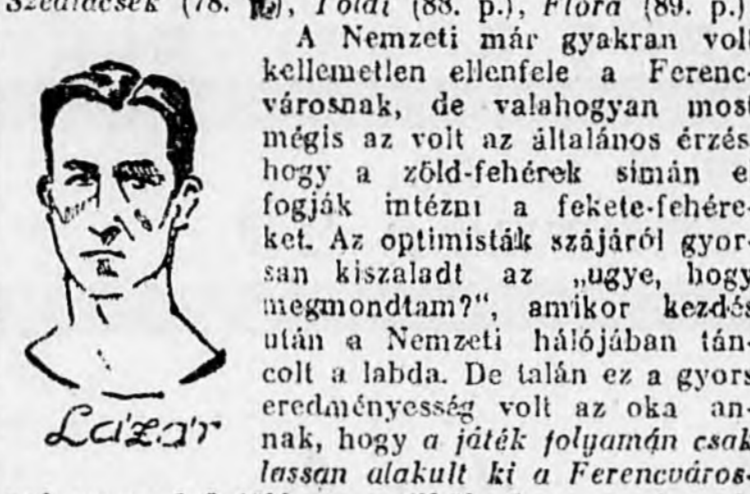 Szedlacsek (78. p.), Toldi (88. p.), Flóra (89. p.)
A Nemzeti már gyakran volt
kellemetlen ellenfele a Ferenc-
városnak, de valahogyan most
mégis az volt az általános érzés
hogy a zöld-fehérek simán el
fogják intézni a fekete-fehére-
ket. Az optimisták szájáról gyor-
san kiszaladt az „ugye, hogy
megmondtam?“, amikor kezdés
után a Nemzeti hálójában tán-
colt a labda. De talán ez a gyors
eredményesség volt az oka an-
nak, hogy a játék folyamán csak
lassan alakult ki a Ferencváros-
Lázár